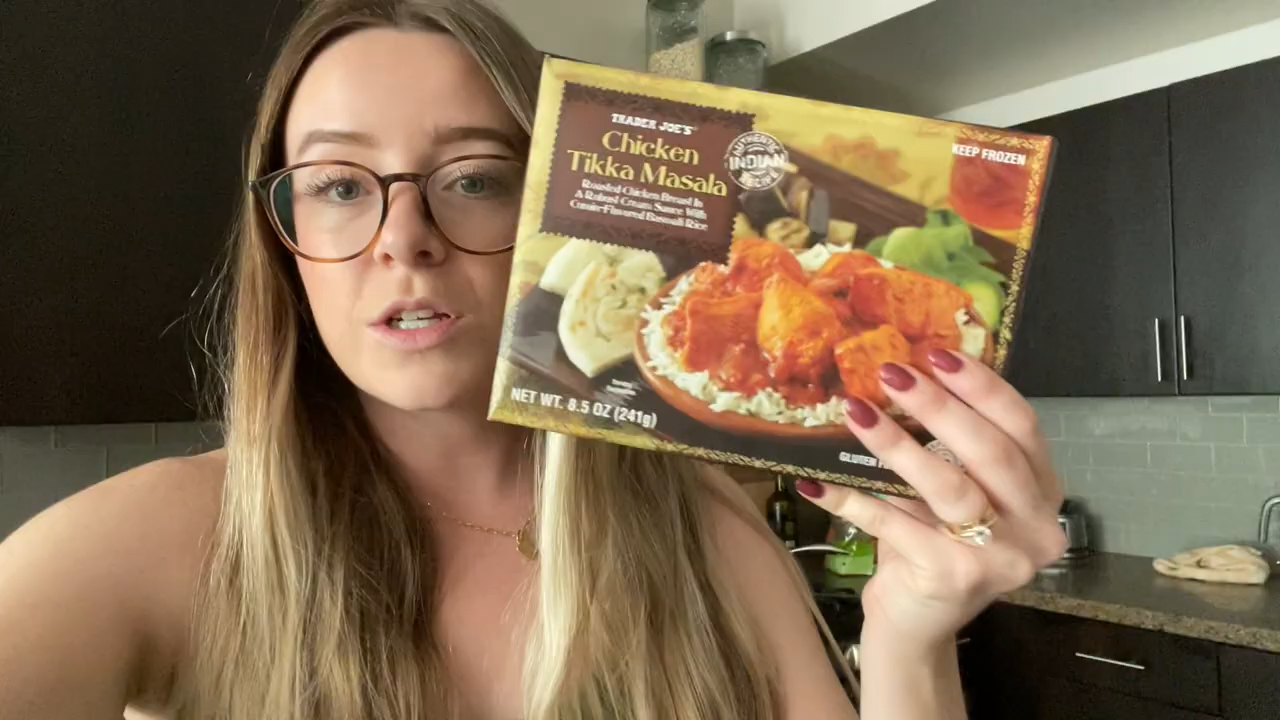 TRADER JOE'S
Chicken
Tikka Masala
Roasted Chicken Breast In
A Robust Cream Sauce With
Cumin-Flavored Basmati Rice
AUTHENTIC
INDIAN
RECIPE
KEEP FROZEN
NET WT. 8.5 OZ (241g)
GLUTEN